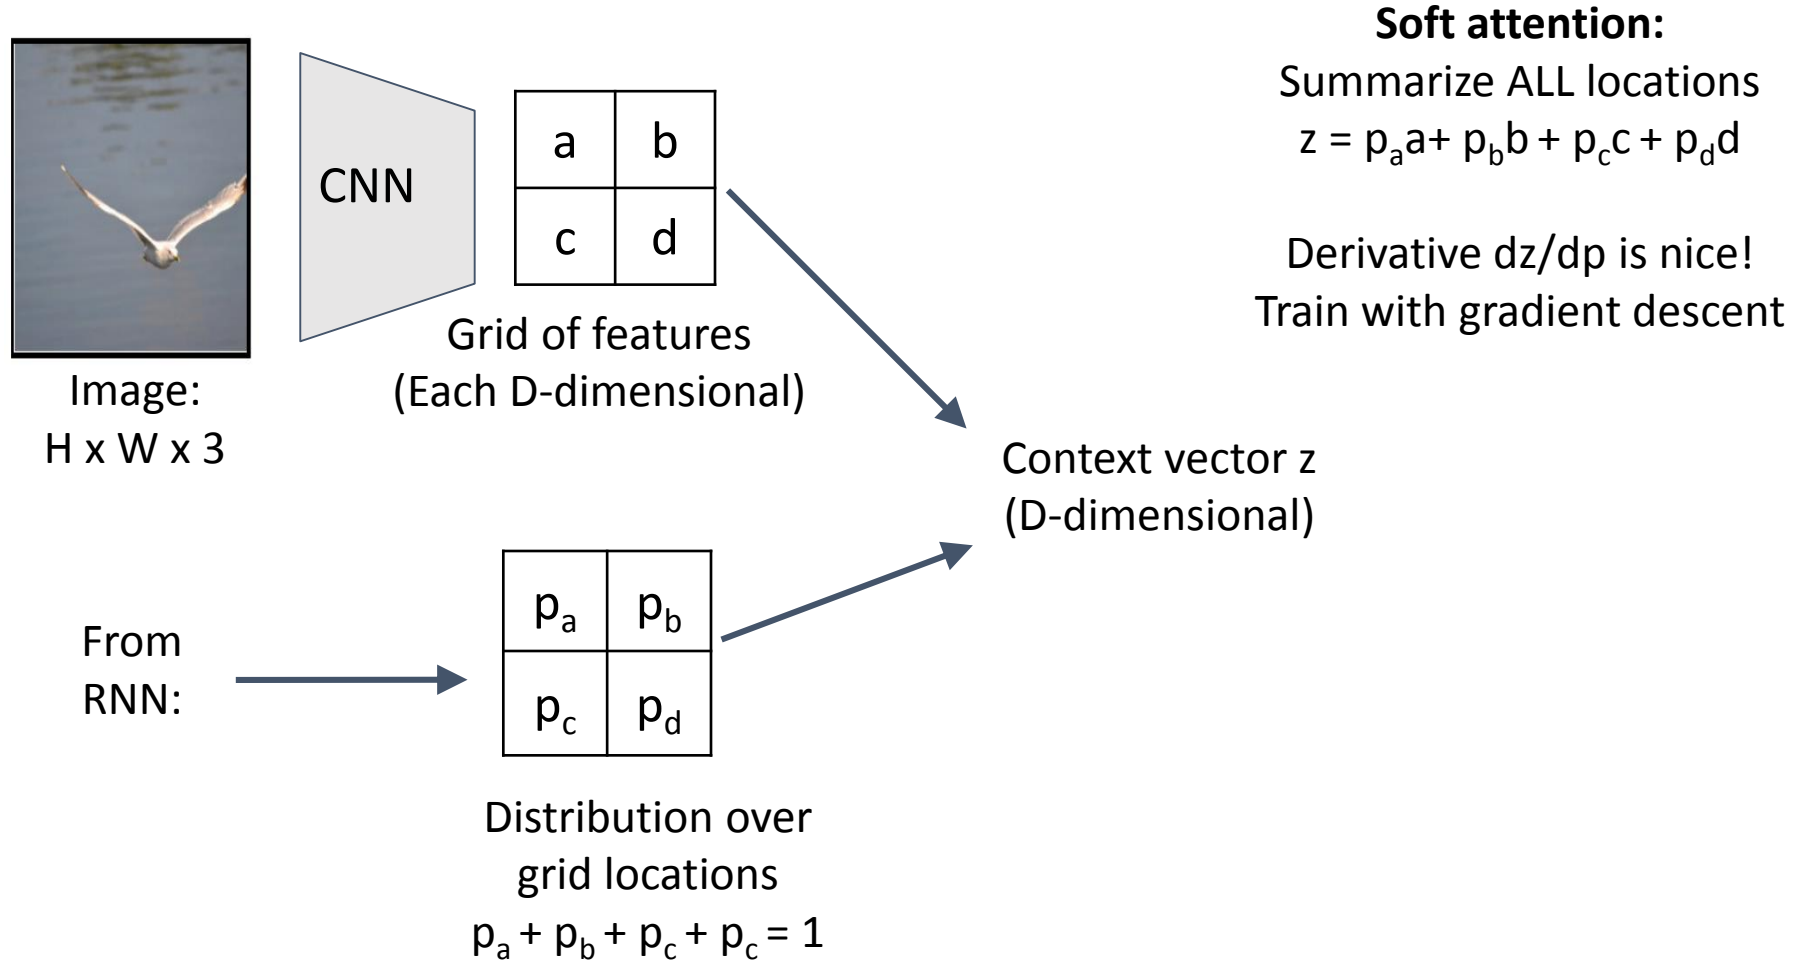 Soft attention:
Summarize ALL locations
z = pₐa+ p_bb + p_cc + p_dd
Derivative dz/dp is nice!
Train with gradient descent
CNN
a b
c d
Grid of features
(Each D-dimensional)
Image:
H x W x 3
Context vector z
(D-dimensional)
From
RNN:
pₐ p_b
p_c p_d
Distribution over
grid locations
pₐ + p_b + p_c + p_c = 1